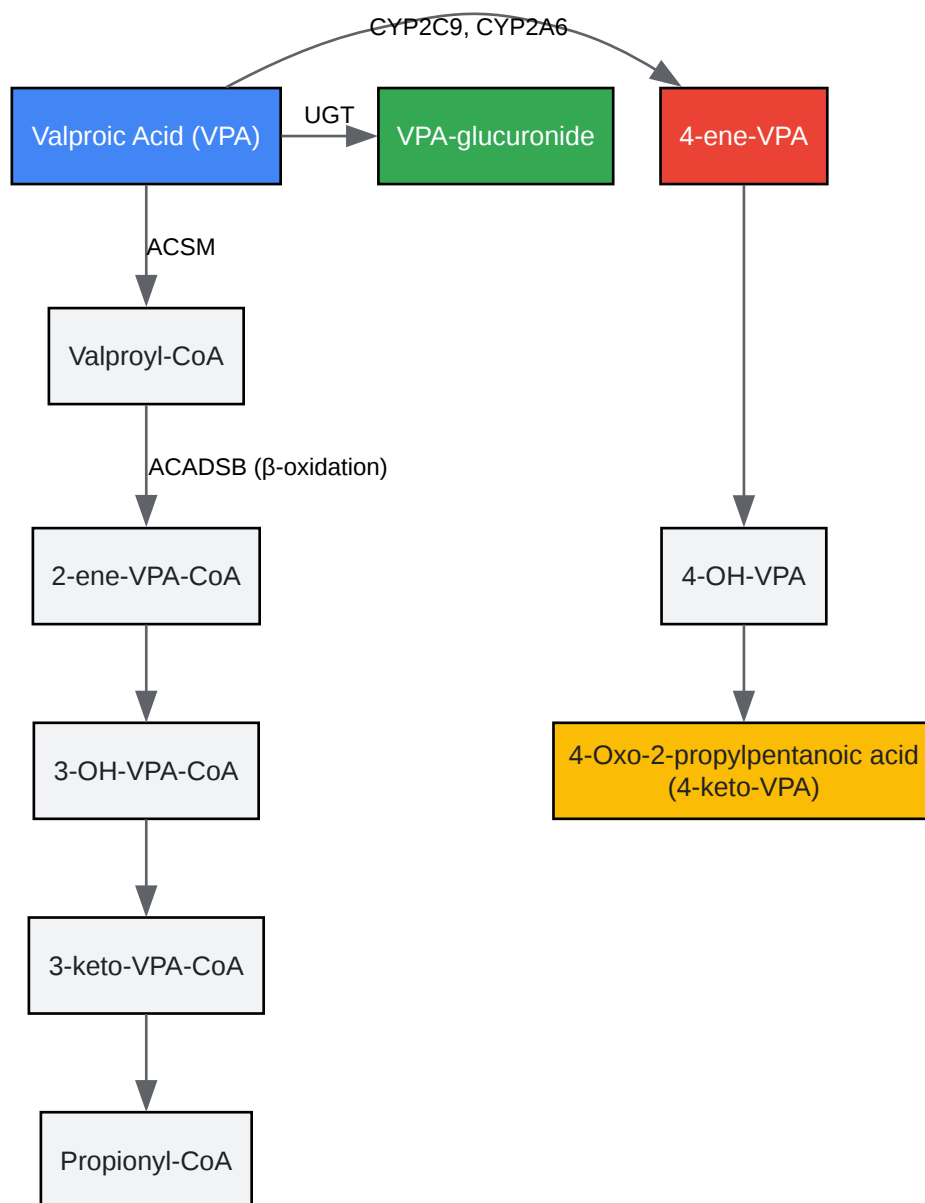 CYP2C9, CYP2A6
Valproic Acid (VPA)
UGT
VPA-glucuronide
4-ene-VPA
ACSM
Valproyl-CoA
ACADSB (β-oxidation)
2-ene-VPA-CoA
4-OH-VPA
3-OH-VPA-CoA
4-Oxo-2-propylpentanoic acid
(4-keto-VPA)
3-keto-VPA-CoA
Propionyl-CoA